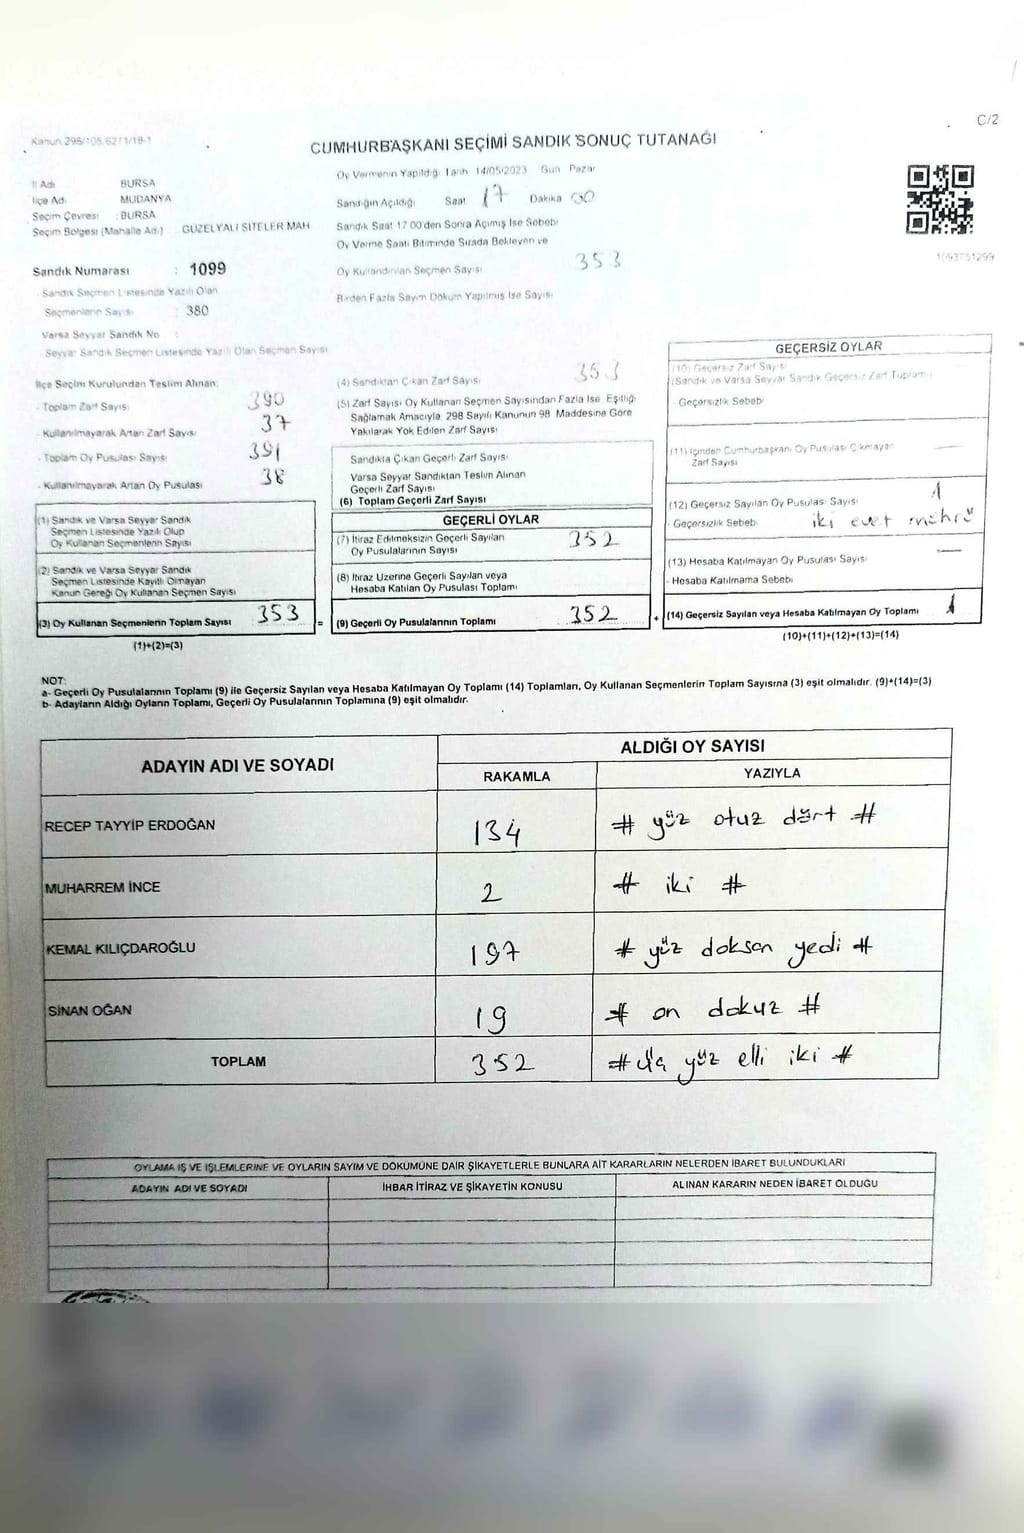 C/2
Kanun 298/105,6271/18-1
CUMHURBAŞKANI SEÇİMİ SANDIK SONUÇ TUTANAĞI
İl Adı BURSA
İlçe Adı MUDANYA
Seçim Çevresi : BURSA
Seçim Bölgesi (Mahalle Adı) : GÜZELYALI SİTELER MAH
Sandık Numarası : 1099
- Sandık Seçmen Listesinde Yazılı Olan
Seçmenlerin Sayısı : 380
Varsa Seyyar Sandık No :
- Seyyar Sandık Seçmen Listesinde Yazılı Olan Seçmen Sayısı
Oy Vermenin Yapıldığı Tarih 14/05/2023 Gün Pazar
Sandığın Açıldığı Saat 17 Dakika 00
Sandık Saat 17.00'den Sonra Açımış İse Sebebi
Oy Verme Saati Bitiminde Sırada Bekleyen ve
Oy Kullandırılan Seçmen Sayısı 353
Birden Fazla Sayım Döküm Yapılmış İse Sayısı
1093751299
İlçe Seçim Kurulundan Teslim Alınan;
- Toplam Zarf Sayısı 390
- Kullanılmayarak Artan Zarf Sayısı 37
- Toplam Oy Pusulası Sayısı 391
- Kullanılmayarak Artan Oy Pusulası 38
(1) Sandık ve Varsa Seyyar Sandık
Seçmen Listesinde Yazılı Olup
Oy Kullanan Seçmenlerin Sayısı
(2) Sandık ve Varsa Seyyar Sandık
Seçmen Listesinde Kayıtlı Olmayan
Kanun Gereği Oy Kullanan Seçmen Sayısı
(3) Oy Kullanan Seçmenlerin Toplam Sayısı 353 =
(1)+(2)=(3)
(4) Sandıktan Çıkan Zarf Sayısı 353
(5) Zarf Sayısı Oy Kullanan Seçmen Sayısından Fazla İse, Eşitliği
Sağlamak Amacıyla, 298 Sayılı Kanunun 98. Maddesine Göre
Yakılarak Yok Edilen Zarf Sayısı
Sandıkta Çıkan Geçerli Zarf Sayısı
Varsa Seyyar Sandıktan Teslim Alınan
Geçerli Zarf Sayısı
(6) Toplam Geçerli Zarf Sayısı
GEÇERLİ OYLAR
(7) İtiraz Edilmeksizin Geçerli Sayılan
Oy Pusulalarının Sayısı 352
(8) İtiraz Üzerine Geçerli Sayılan veya
Hesaba Katılan Oy Pusulası Toplamı
(9) Geçerli Oy Pusulalarının Toplamı 352 +
GEÇERSİZ OYLAR
(10) Geçersiz Zarf Sayısı
(Sandık ve Varsa Seyyar Sandık Geçersiz Zarf Toplamı)
- Geçersizlik Sebebi
(11) İçinden Cumhurbaşkanı Oy Pusulası Çıkmayan —
Zarf Sayısı
(12) Geçersiz Sayılan Oy Pusulası Sayısı 1
- Geçersizlik Sebebi iki evet mührü
(13) Hesaba Katılmayan Oy Pusulası Sayısı —
- Hesaba Katılmama Sebebi
(14) Geçersiz Sayılan veya Hesaba Katılmayan Oy Toplamı 1
(10)+(11)+(12)+(13)=(14)
NOT:
a- Geçerli Oy Pusulalarının Toplamı (9) ile Geçersiz Sayılan veya Hesaba Katılmayan Oy Toplamı (14) Toplamları, Oy Kullanan Seçmenlerin Toplam Sayısına (3) eşit olmalıdır. (9)+(14)=(3)
b- Adayların Aldığı Oyların Toplamı, Geçerli Oy Pusulalarının Toplamına (9) eşit olmalıdır.
ADAYIN ADI VE SOYADI ALDIĞI OY SAYISI
RAKAMLA YAZIYLA
RECEP TAYYİP ERDOĞAN 134 # yüz otuz dört #
MUHARREM İNCE 2 # iki #
KEMAL KILIÇDAROĞLU 197 # yüz doksan yedi #
SİNAN OĞAN 19 # on dokuz #
TOPLAM 352 # üç yüz elli iki #
OYLAMA İŞ VE İŞLEMLERİNE VE OYLARIN SAYIM VE DÖKÜMÜNE DAİR ŞİKAYETLERLE BUNLARA AİT KARARLARIN NELERDEN İBARET BULUNDUKLARI
ADAYIN ADI VE SOYADI İHBAR İTİRAZ VE ŞİKAYETİN KONUSU ALINAN KARARIN NEDEN İBARET OLDUĞU